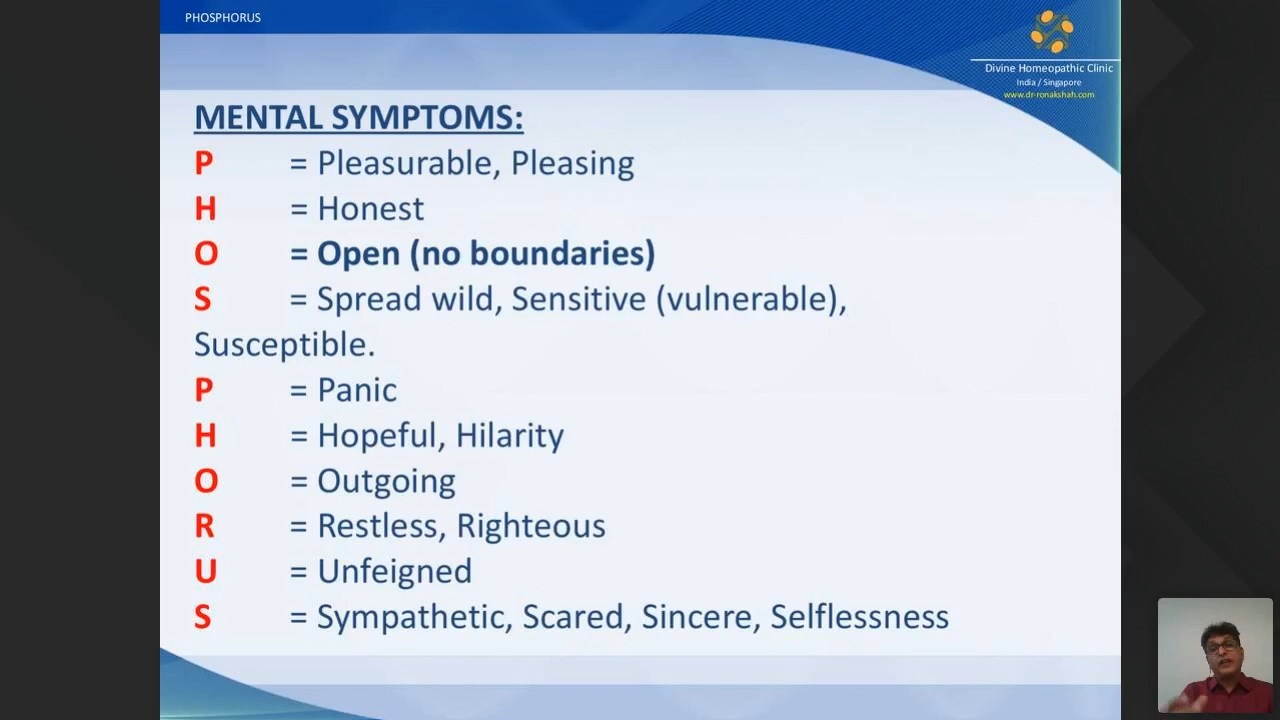 PHOSPHORUS
Divine Homeopathic Clinic
India / Singapore
www.dr-ronakshah.com
MENTAL SYMPTOMS:
P = Pleasurable, Pleasing
H = Honest
O = Open (no boundaries)
S = Spread wild, Sensitive (vulnerable),
Susceptible.
P = Panic
H = Hopeful, Hilarity
O = Outgoing
R = Restless, Righteous
U = Unfeigned
S = Sympathetic, Scared, Sincere, Selflessness